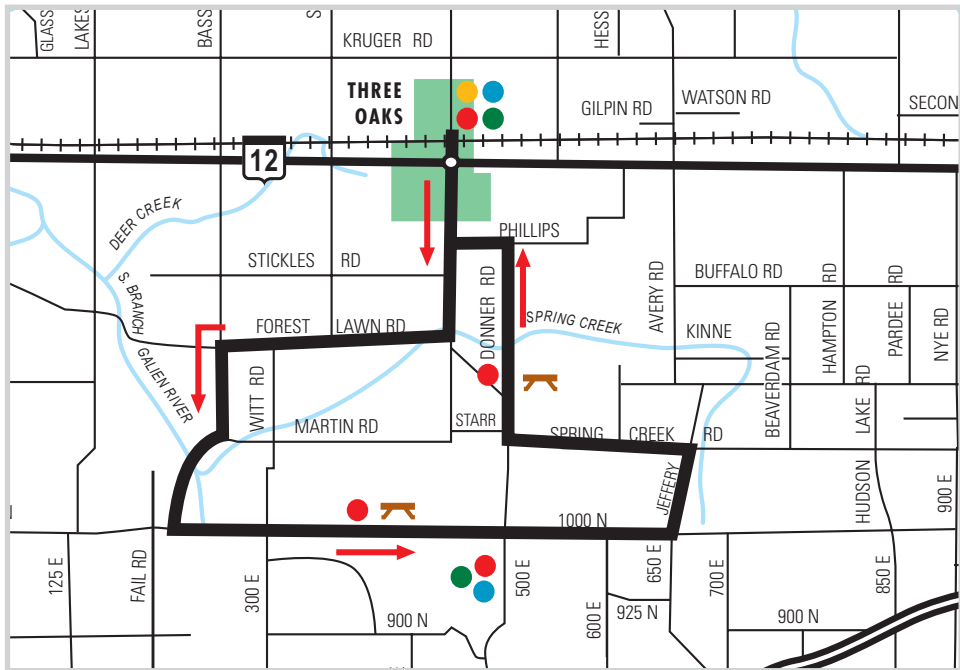 GLASS
LAKES
BASS
S
KRUGER RD
HESS
THREE
OAKS
GILPIN RD
WATSON RD
SECON
12
DEER CREEK
PHILLIPS
STICKLES RD
BUFFALO RD
S. BRANCH
GALIEN RIVER
FOREST LAWN RD
DONNER RD
SPRING CREEK
AVERY RD
KINNE
HAMPTON RD
PARDEE RD
NYE RD
WITT RD
MARTIN RD
STARR
SPRING CREEK RD
BEAVERDAM RD
LAKE RD
JEFFERY
HUDSON
900 E
1000 N
125 E
FAIL RD
300 E
500 E
600 E
650 E
700 E
850 E
900 N
925 N
900 N